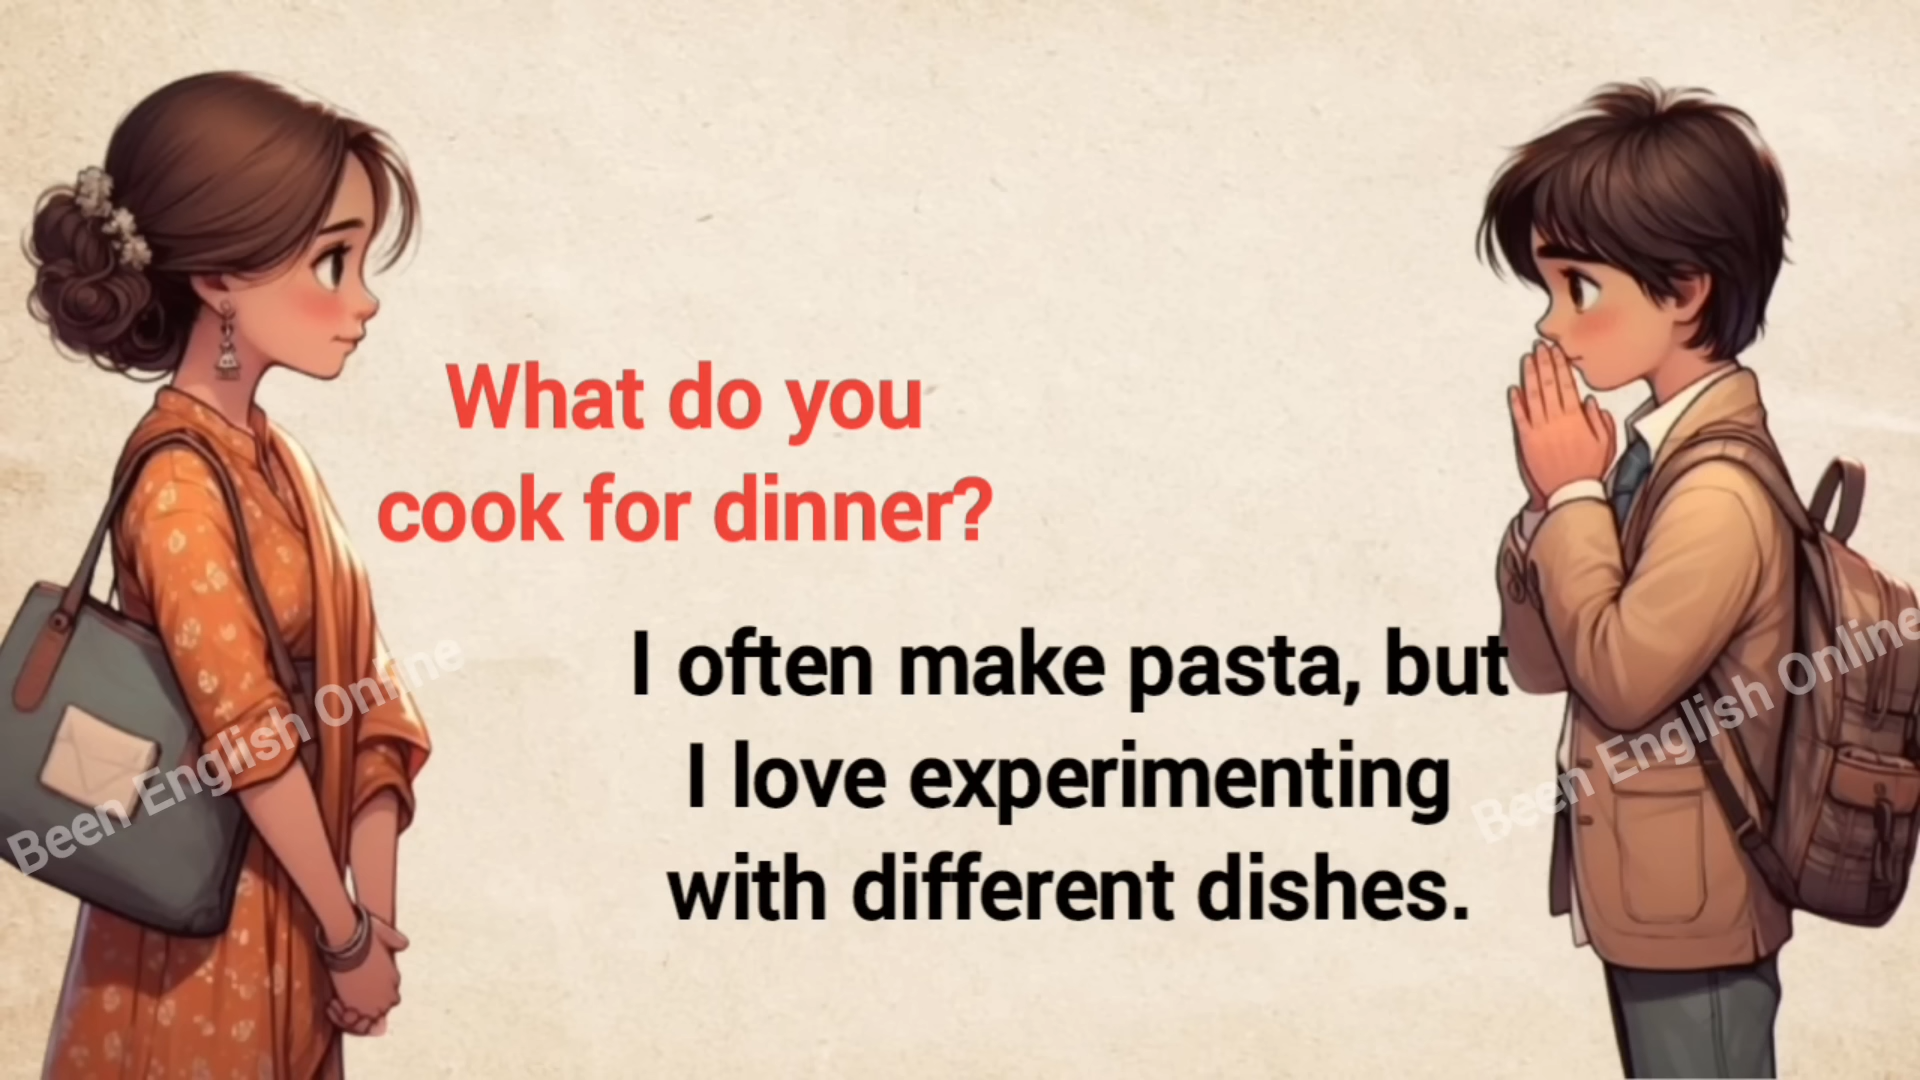 What do you
cook for dinner?
I often make pasta, but
I love experimenting
with different dishes.
Been English Online
Been English Online